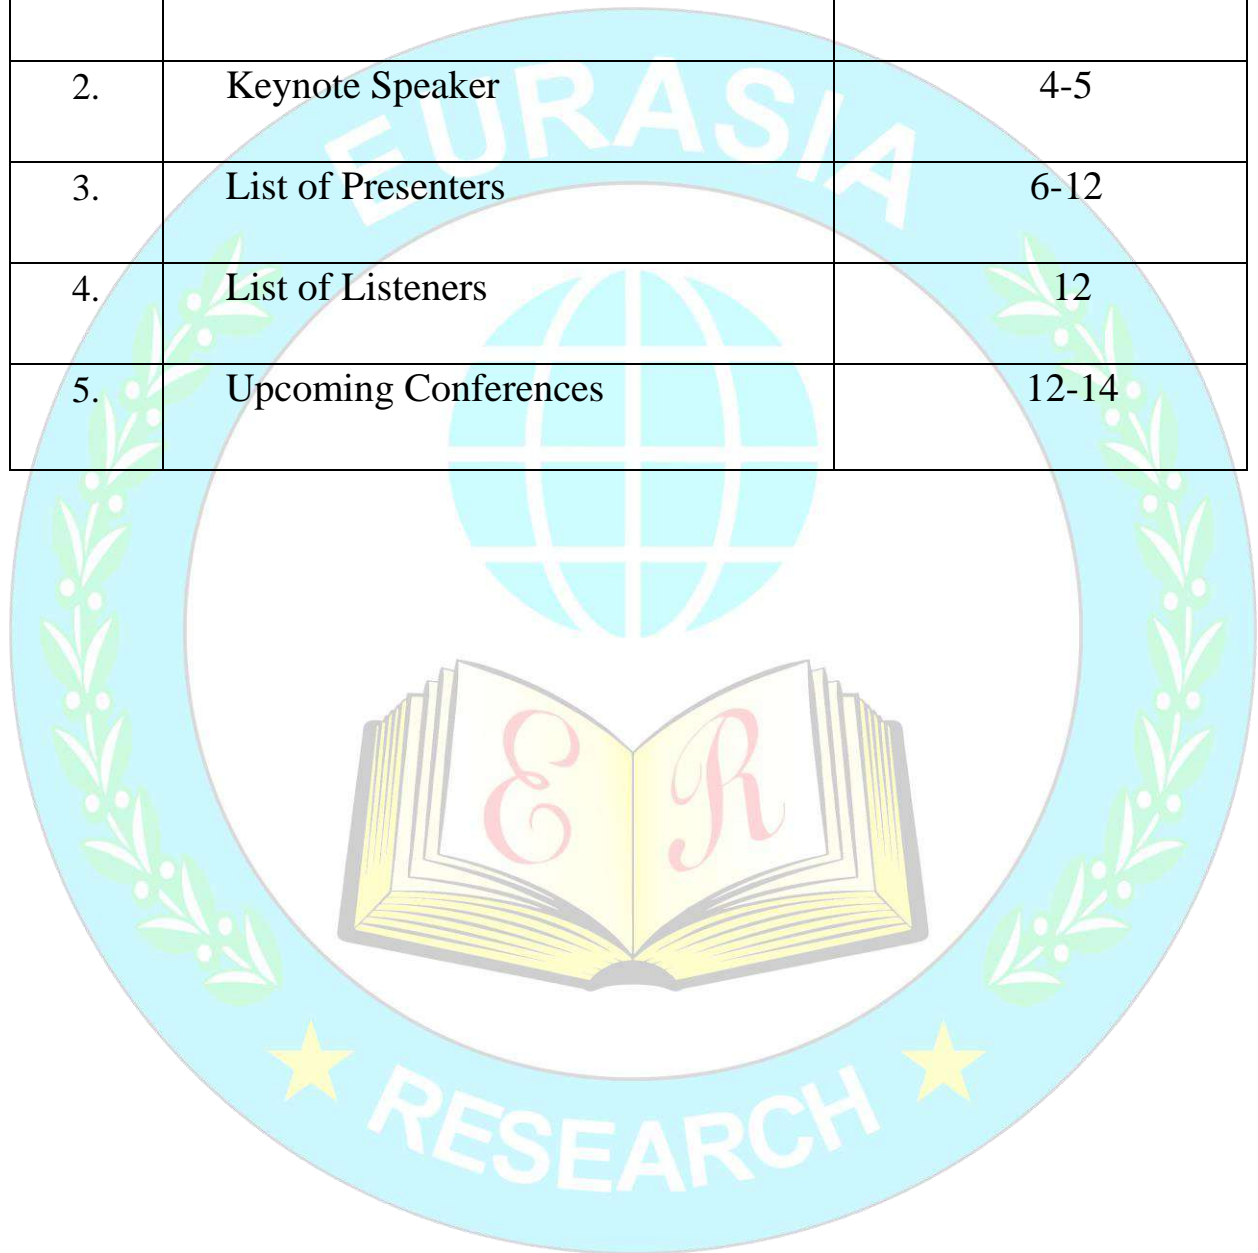 2. Keynote Speaker 4-5
3. List of Presenters 6-12
4. List of Listeners 12
5. Upcoming Conferences 12-14
EURASIA
E R
RESEARCH